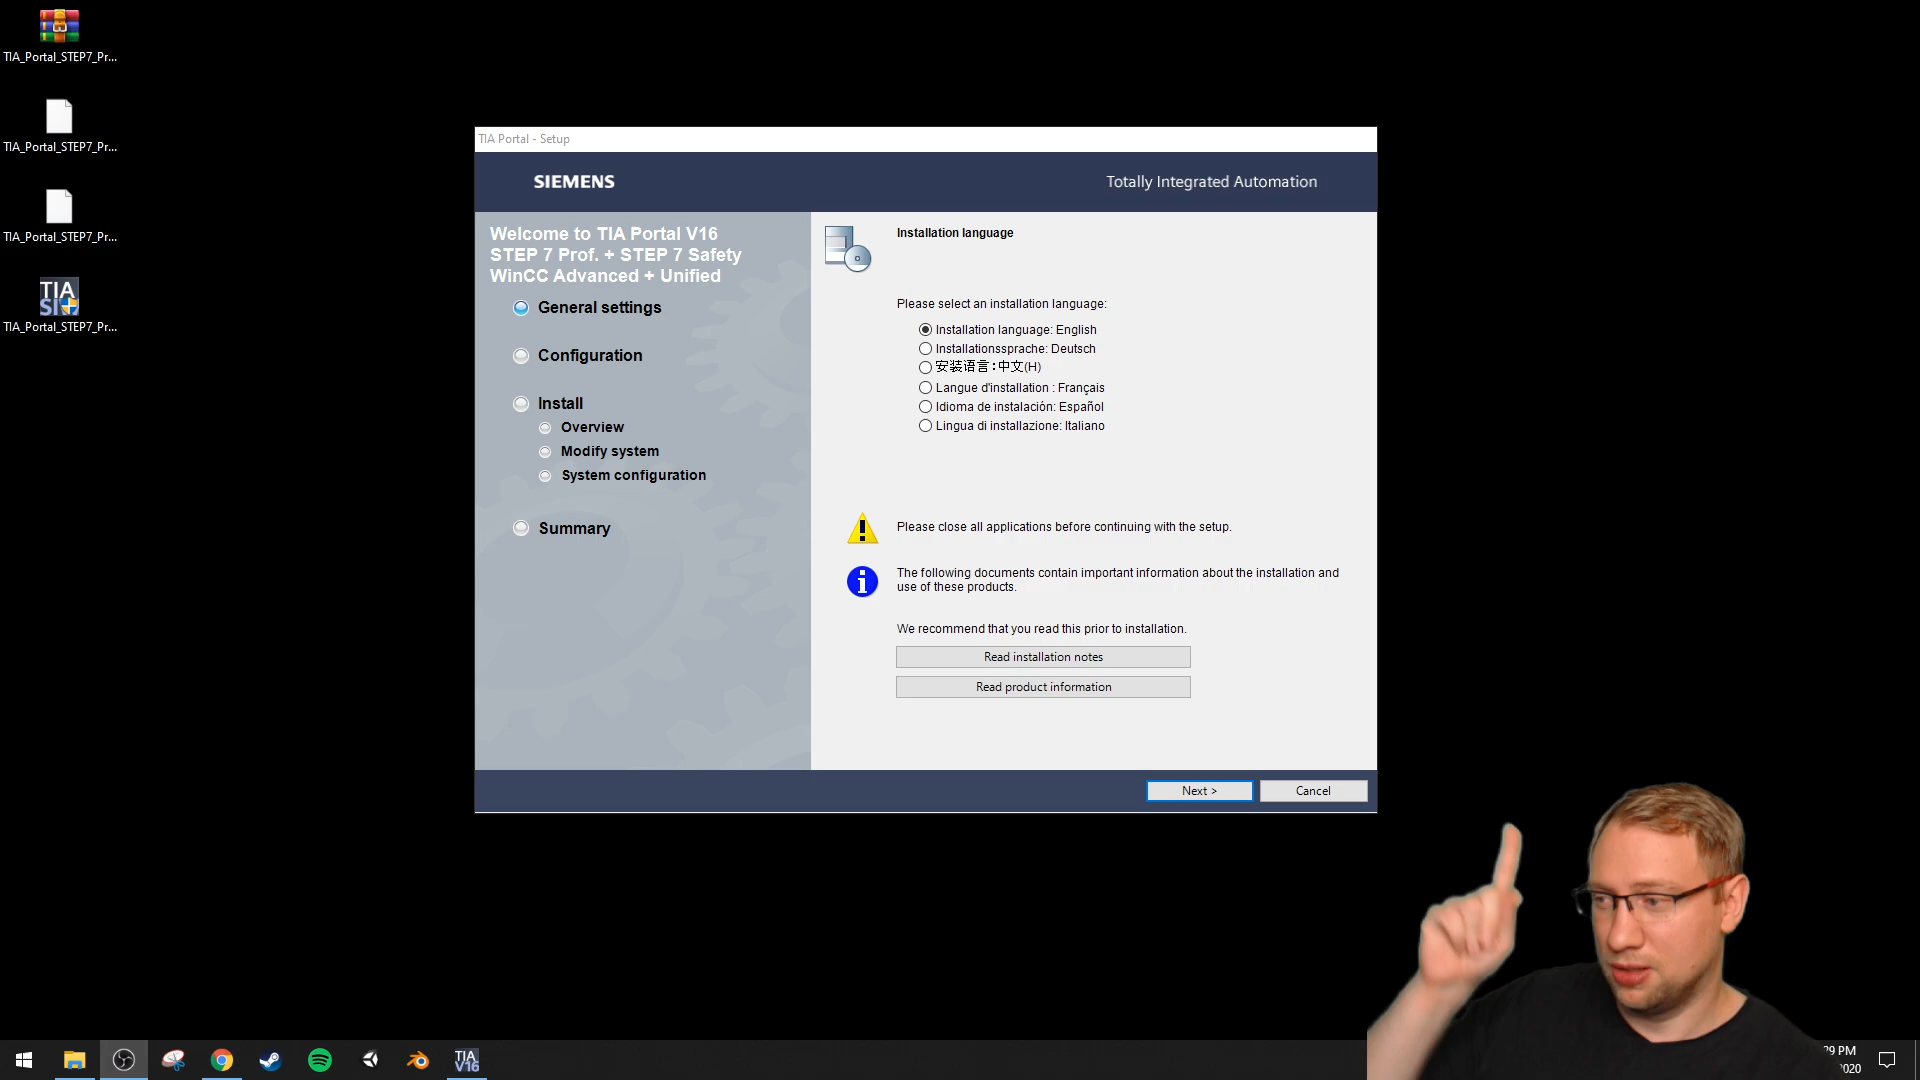 TIA_Portal_STEP7_Pr...
TIA_Portal_STEP7_Pr...
TIA_Portal_STEP7_Pr...
TIA
TIA_Portal_STEP7_Pr...
TIA Portal - Setup
SIEMENS
Totally Integrated Automation
Welcome to TIA Portal V16
STEP 7 Prof. + STEP 7 Safety
WinCC Advanced + Unified
General settings
Configuration
Install
Overview
Modify system
System configuration
Summary
Installation language
Please select an installation language:
Installation language: English
Installationssprache: Deutsch
安装语言:中文(H)
Langue d'installation : Français
Idioma de instalación: Español
Lingua di installazione: Italiano
Please close all applications before continuing with the setup.
The following documents contain important information about the installation and
use of these products.
We recommend that you read this prior to installation.
Read installation notes
Read product information
Next >
Cancel
TIA
V16
PM